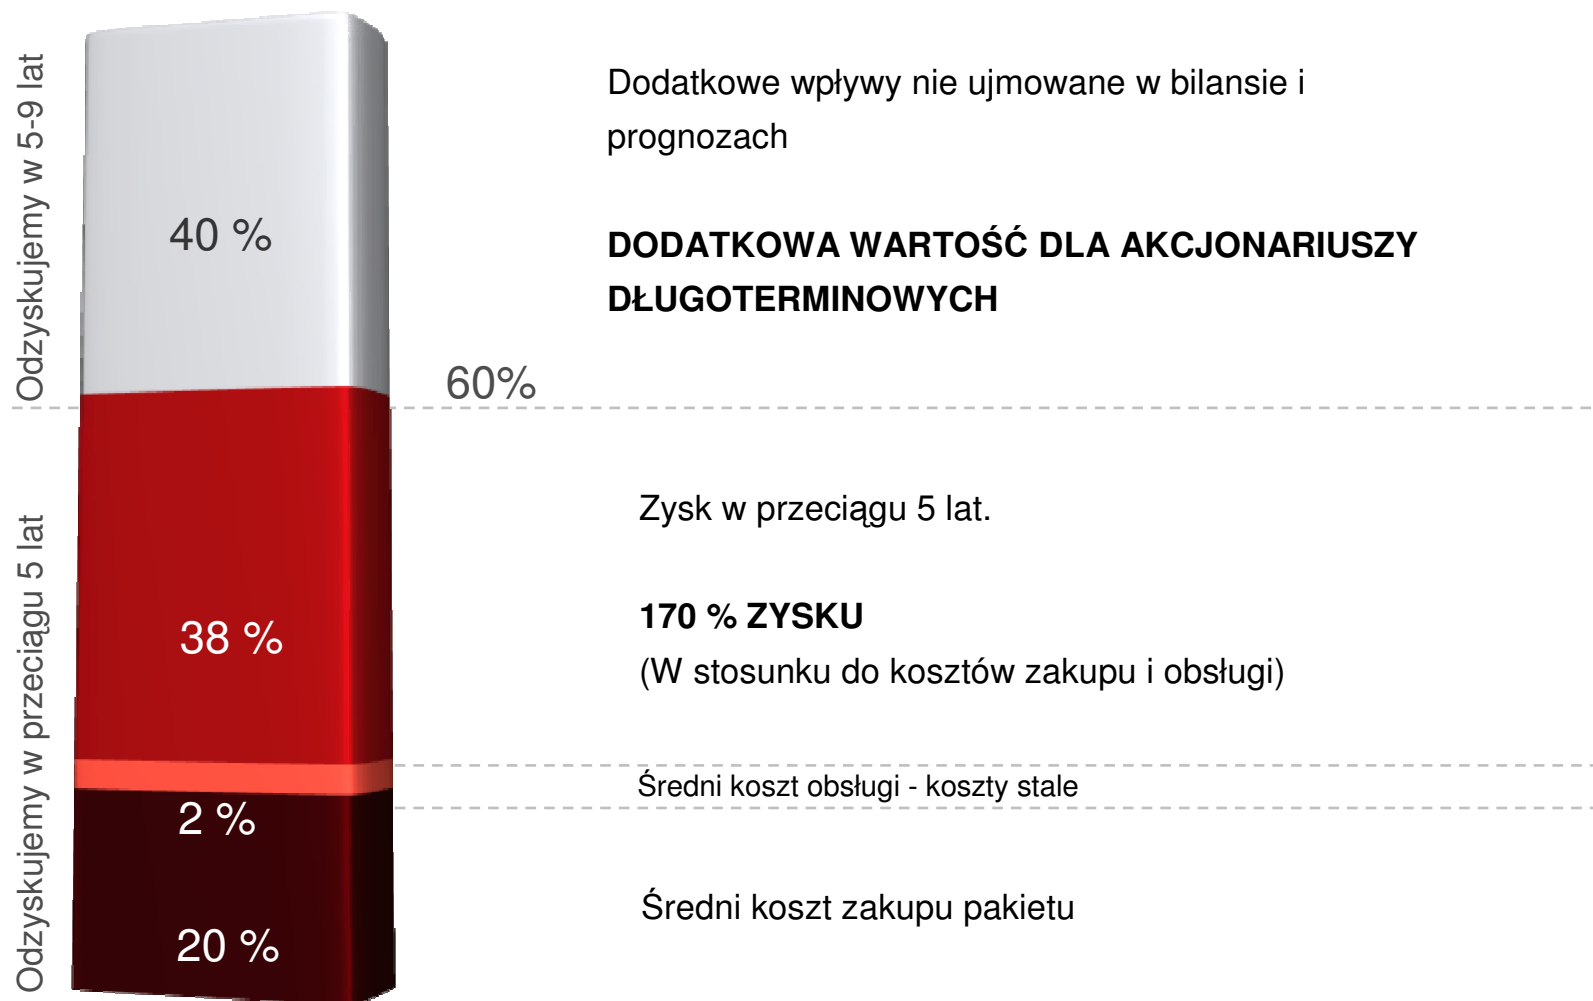 Odzyskujemy w 5-9 lat
40 %
Dodatkowe wpływy nie ujmowane w bilansie i
prognozach
DODATKOWA WARTOŚĆ DLA AKCJONARIUSZY
DŁUGOTERMINOWYCH
60%
Odzyskujemy w przeciągu 5 lat
38 %
Zysk w przeciągu 5 lat.
170 % ZYSKU
(W stosunku do kosztów zakupu i obsługi)
Średni koszt obsługi - koszty stale
2 %
Średni koszt zakupu pakietu
20 %